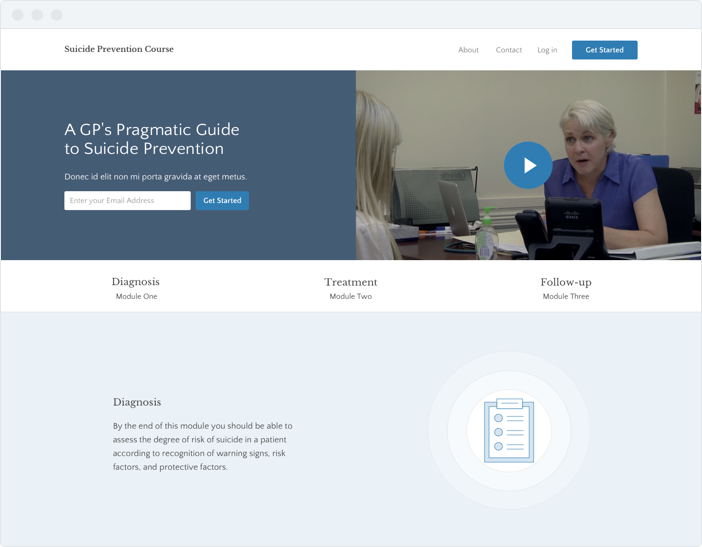 Suicide Prevention Course
About Contact Log in Get Started
A GP's Pragmatic Guide
to Suicide Prevention
Donec id elit non mi porta gravida at eget metus.
Enter your Email Address Get Started
Diagnosis
Module One
Treatment
Module Two
Follow-up
Module Three
Diagnosis
By the end of this module you should be able to
assess the degree of risk of suicide in a patient
according to recognition of warning signs, risk
factors, and protective factors.